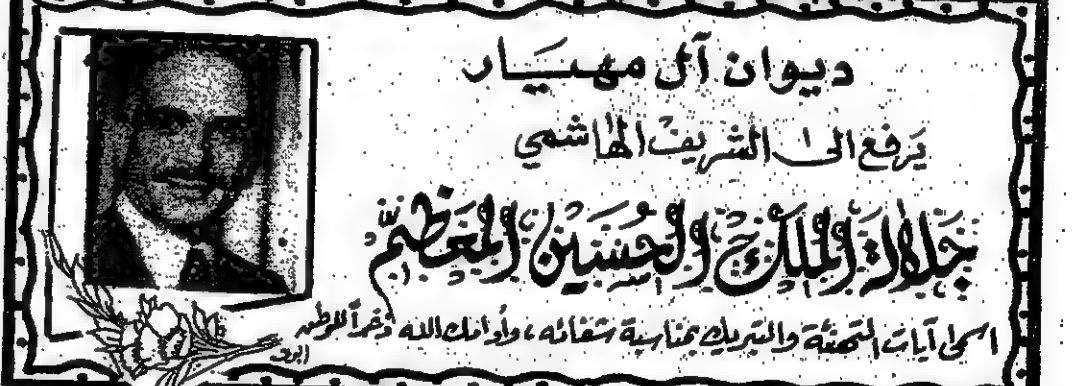 ديوان آل مهيار
يرفع الى الشريف الهاشمي
جلالة الملك الحسين المعظم
اسمى آيات التهنئة والتبريك بمناسبة شفائه، وأدامك الله ذخراً للوطن